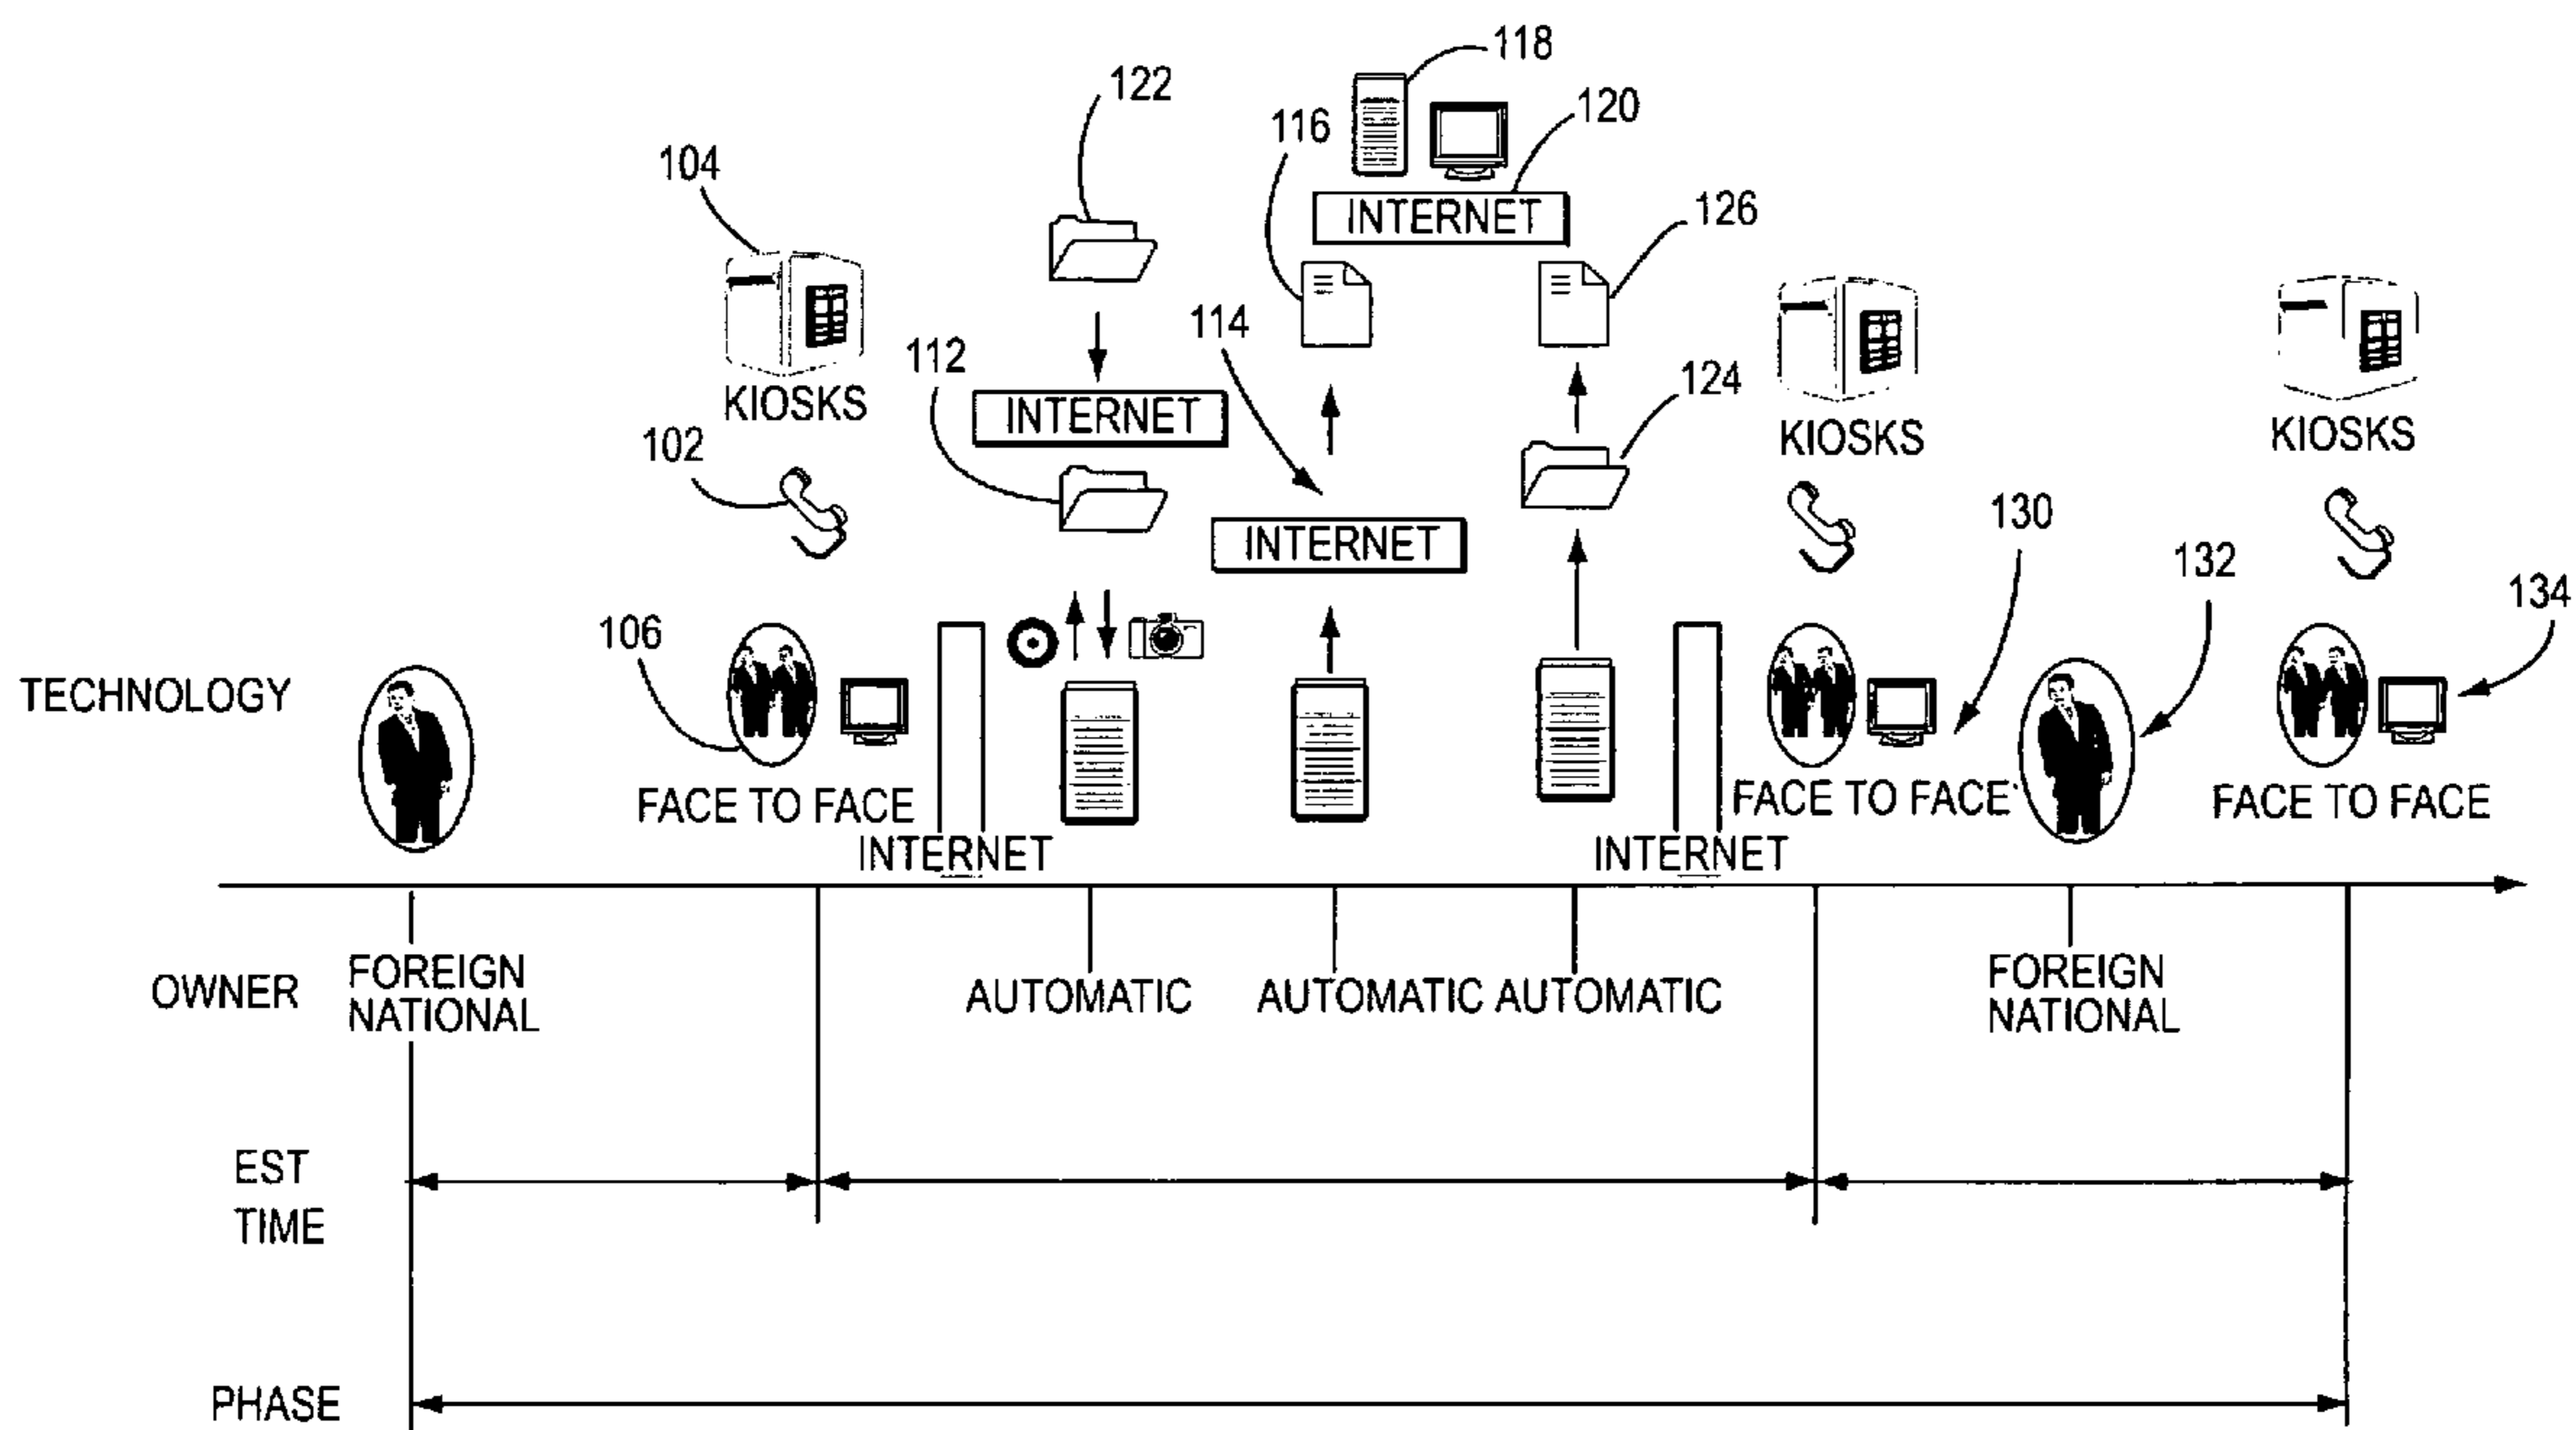 118
122
120
116
104
INTERNET
126
114
112
KIOSKS
INTERNET
124
102
KIOSKS
KIOSKS
130
INTERNET
132
134
106
TECHNOLOGY
FACE TO FACE
FACE TO FACE
FACE TO FACE
INTERNET
INTERNET
OWNER
FOREIGN
NATIONAL
AUTOMATIC
AUTOMATIC
AUTOMATIC
FOREIGN
NATIONAL
EST
TIME
PHASE